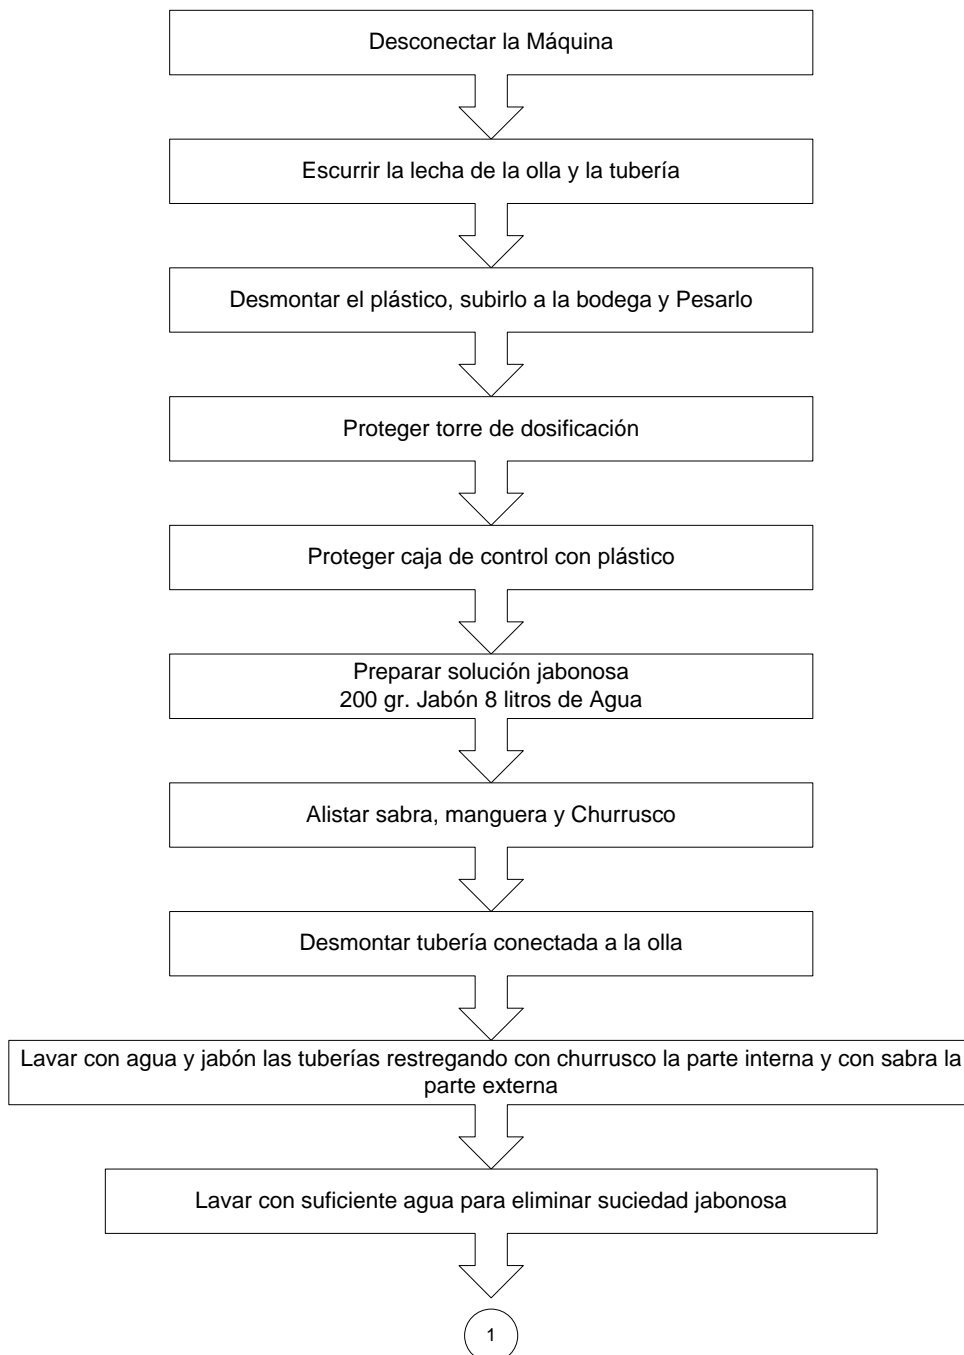 Desconectar la Máquina
Escurrir la lecha de la olla y la tubería
Desmontar el plástico, subirlo a la bodega y Pesarlo
Proteger torre de dosificación
Proteger caja de control con plástico
Preparar solución jabonosa
200 gr. Jabón 8 litros de Agua
Alistar sabra, manguera y Churrusco
Desmontar tubería conectada a la olla
Lavar con agua y jabón las tuberías restregando con churrusco la parte interna y con sabra la
parte externa
Lavar con suficiente agua para eliminar suciedad jabonosa
1